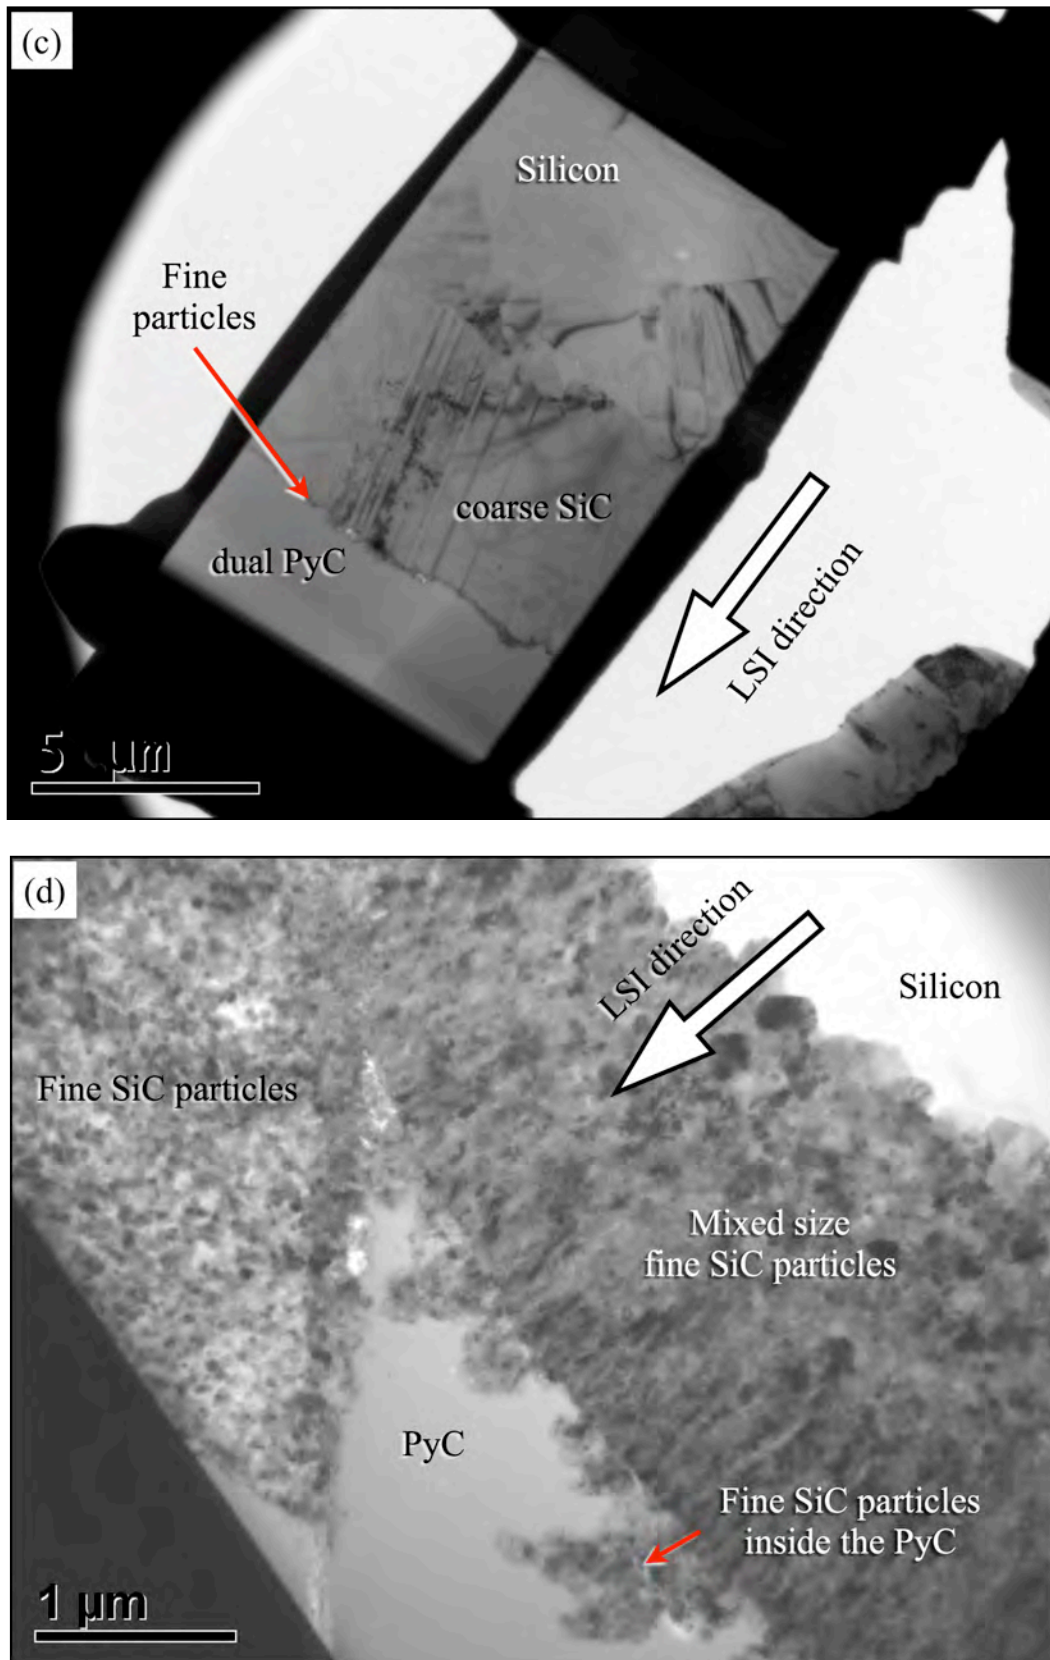 (c)
Silicon
Fine
particles
coarse SiC
dual PyC
LSI direction
5 µm
(d)
LSI direction
Silicon
Fine SiC particles
Mixed size
fine SiC particles
PyC
Fine SiC particles
inside the PyC
1 µm